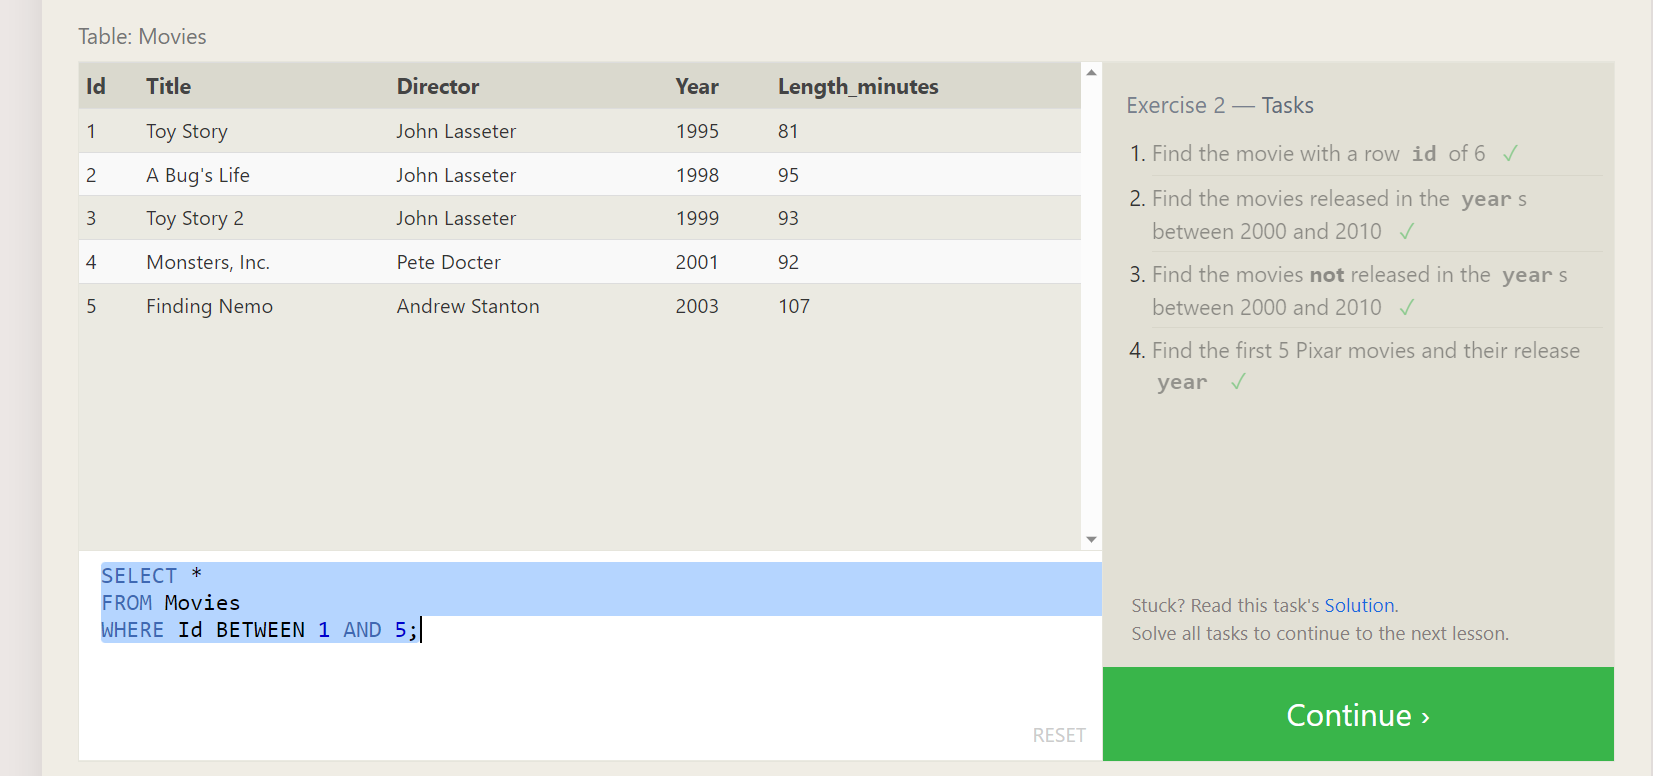 Table: Movies
Id Title Director Year Length_minutes
1 Toy Story John Lasseter 1995 81
2 A Bug's Life John Lasseter 1998 95
3 Toy Story 2 John Lasseter 1999 93
4 Monsters, Inc. Pete Docter 2001 92
5 Finding Nemo Andrew Stanton 2003 107
SELECT *
FROM Movies
WHERE Id BETWEEN 1 AND 5;
RESET
Exercise 2 — Tasks
1. Find the movie with a row id of 6 ✓
2. Find the movies released in the year s
between 2000 and 2010 ✓
3. Find the movies not released in the year s
between 2000 and 2010 ✓
4. Find the first 5 Pixar movies and their release
year ✓
Stuck? Read this task's Solution.
Solve all tasks to continue to the next lesson.
Continue ›